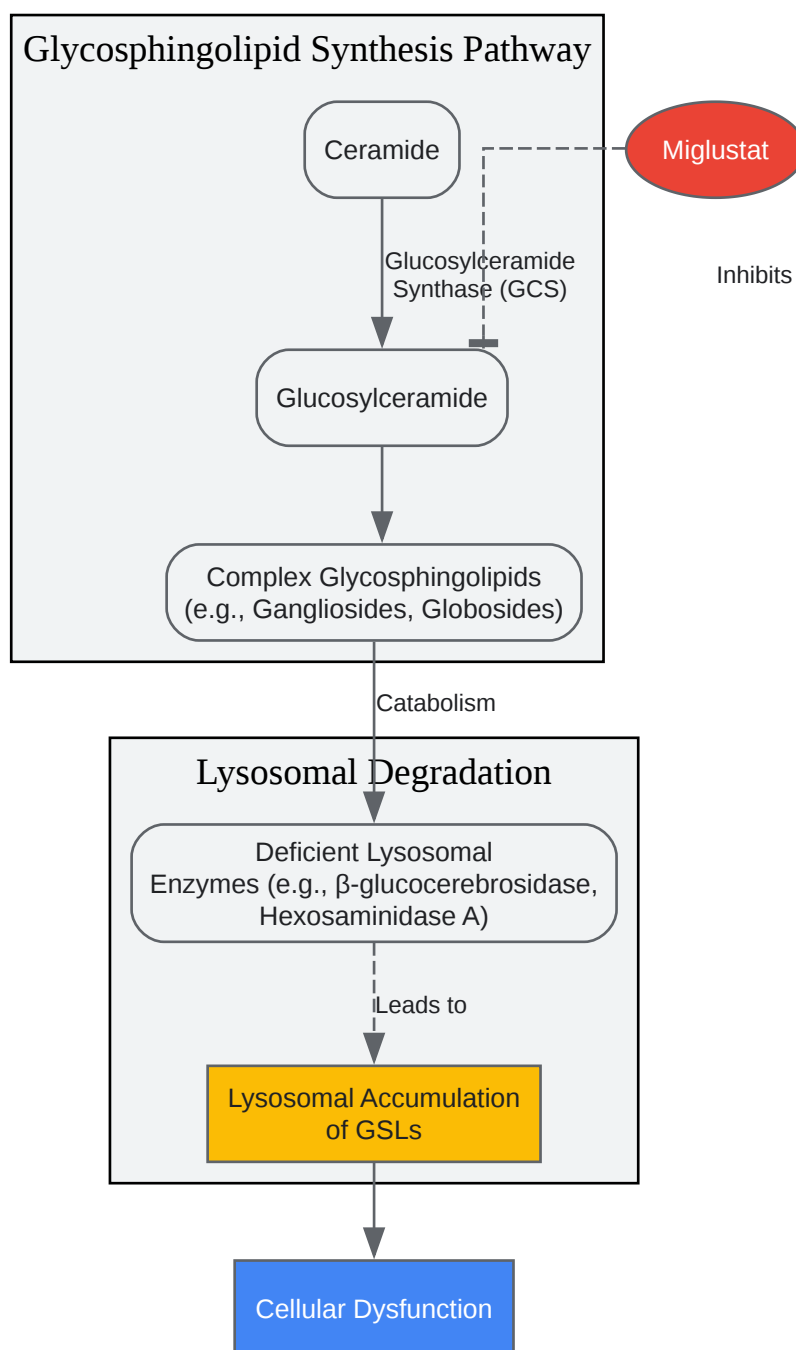 Glycosphingolipid Synthesis Pathway
Ceramide
Miglustat
Glucosylceramide
Synthase (GCS)
Inhibits
Glucosylceramide
Complex Glycosphingolipids
(e.g., Gangliosides, Globosides)
Catabolism
Lysosomal Degradation
Deficient Lysosomal
Enzymes (e.g., β-glucocerebrosidase,
Hexosaminidase A)
Leads to
Lysosomal Accumulation
of GSLs
Cellular Dysfunction